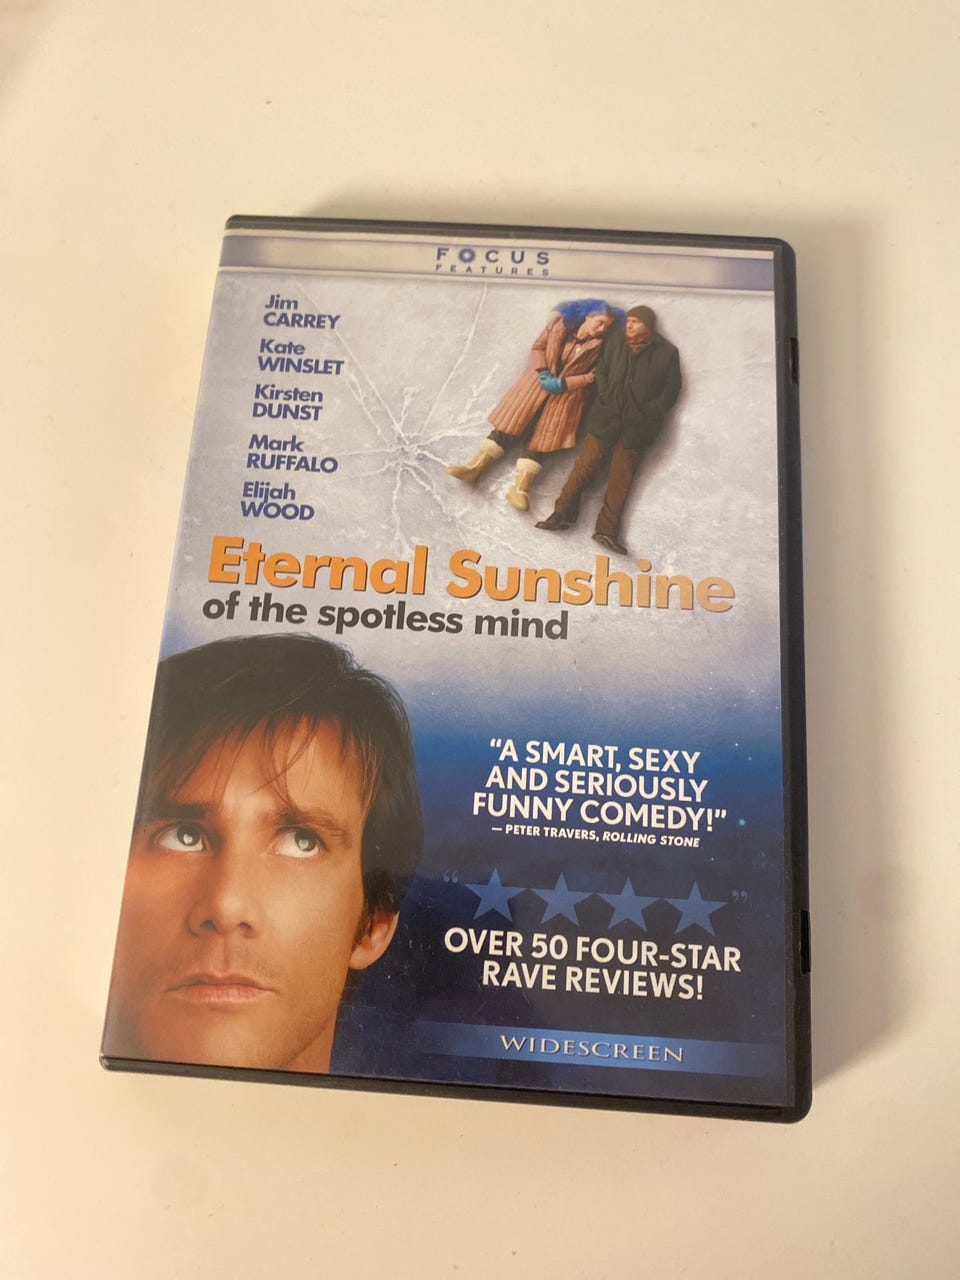 FOCUS
FEATURES
Jim
CARREY
Kate
WINSLET
Kirsten
DUNST
Mark
RUFFALO
Elijah
WOOD
Eternal Sunshine
of the spotless mind
“A SMART, SEXY
AND SERIOUSLY
FUNNY COMEDY!”
— PETER TRAVERS, ROLLING STONE
“★★★★”
OVER 50 FOUR-STAR
RAVE REVIEWS!
WIDESCREEN